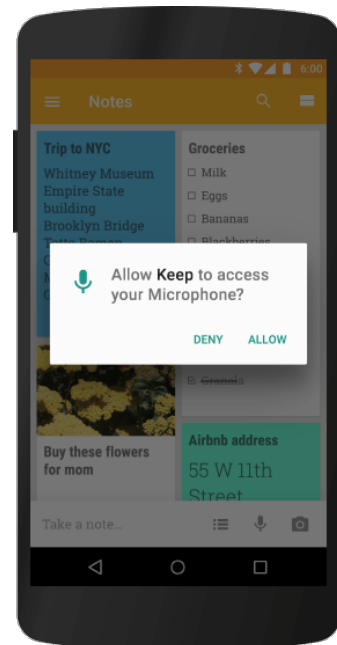 6:00
Notes
Trip to NYC
Whitney Museum
Empire State
building
Brooklyn Bridge
Groceries
Milk
Eggs
Bananas
Blackberries
Allow Keep to access
your Microphone?
DENY ALLOW
Granola
Buy these flowers
for mom
Airbnb address
55 W 11th
Street
Take a note...